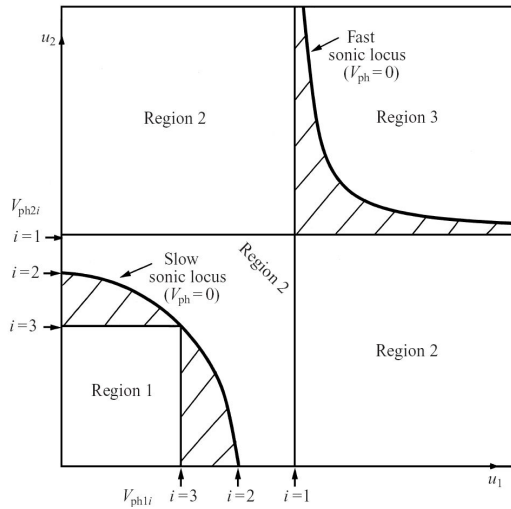 u2
Fast
sonic locus
(Vph=0)
Region 2
Region 3
Vph2i
i=1
i=2
Slow
sonic locus
(Vph=0)
Region 2
i=3
Region 2
Region 1
u1
Vph1i
i=3
i=2
i=1